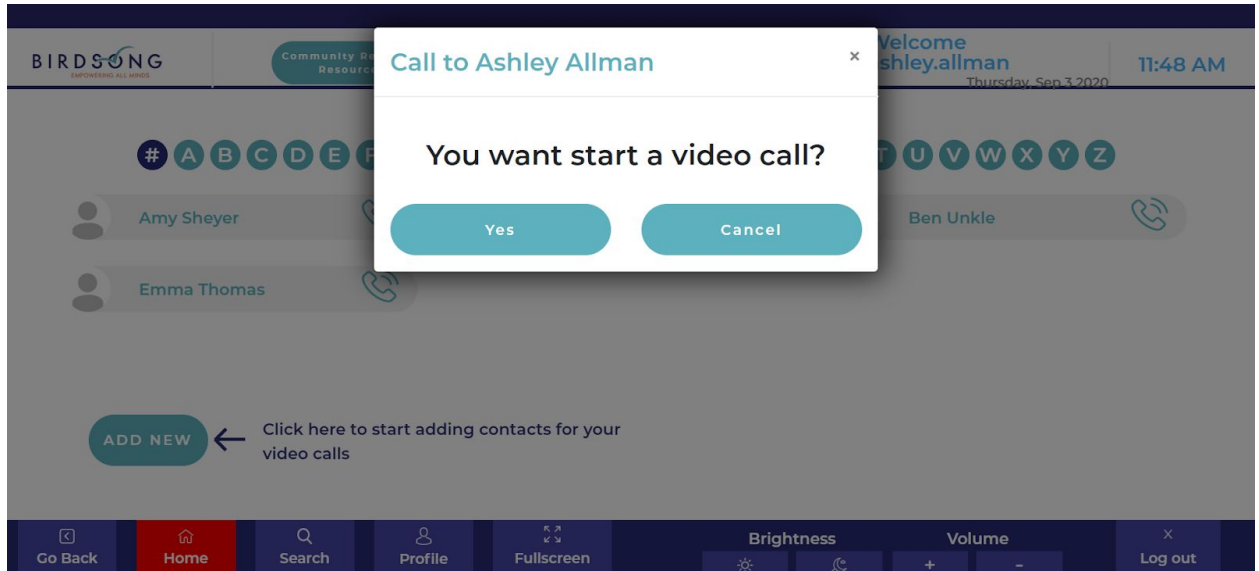 BIRDSONG
EMPOWERING ALL MINDS
Community
Resourc
Call to Ashley Allman
×
Welcome
shley.allman
Thursday, Sep 3 2020
11:48 AM
You want start a video call?
Yes
Cancel
# A B C D E F T U V W X Y Z
Amy Sheyer
Ben Unkle
Emma Thomas
ADD NEW
Click here to start adding contacts for your
video calls
Go Back
Home
Search
Profile
Fullscreen
Brightness
Volume
+
-
X
Log out